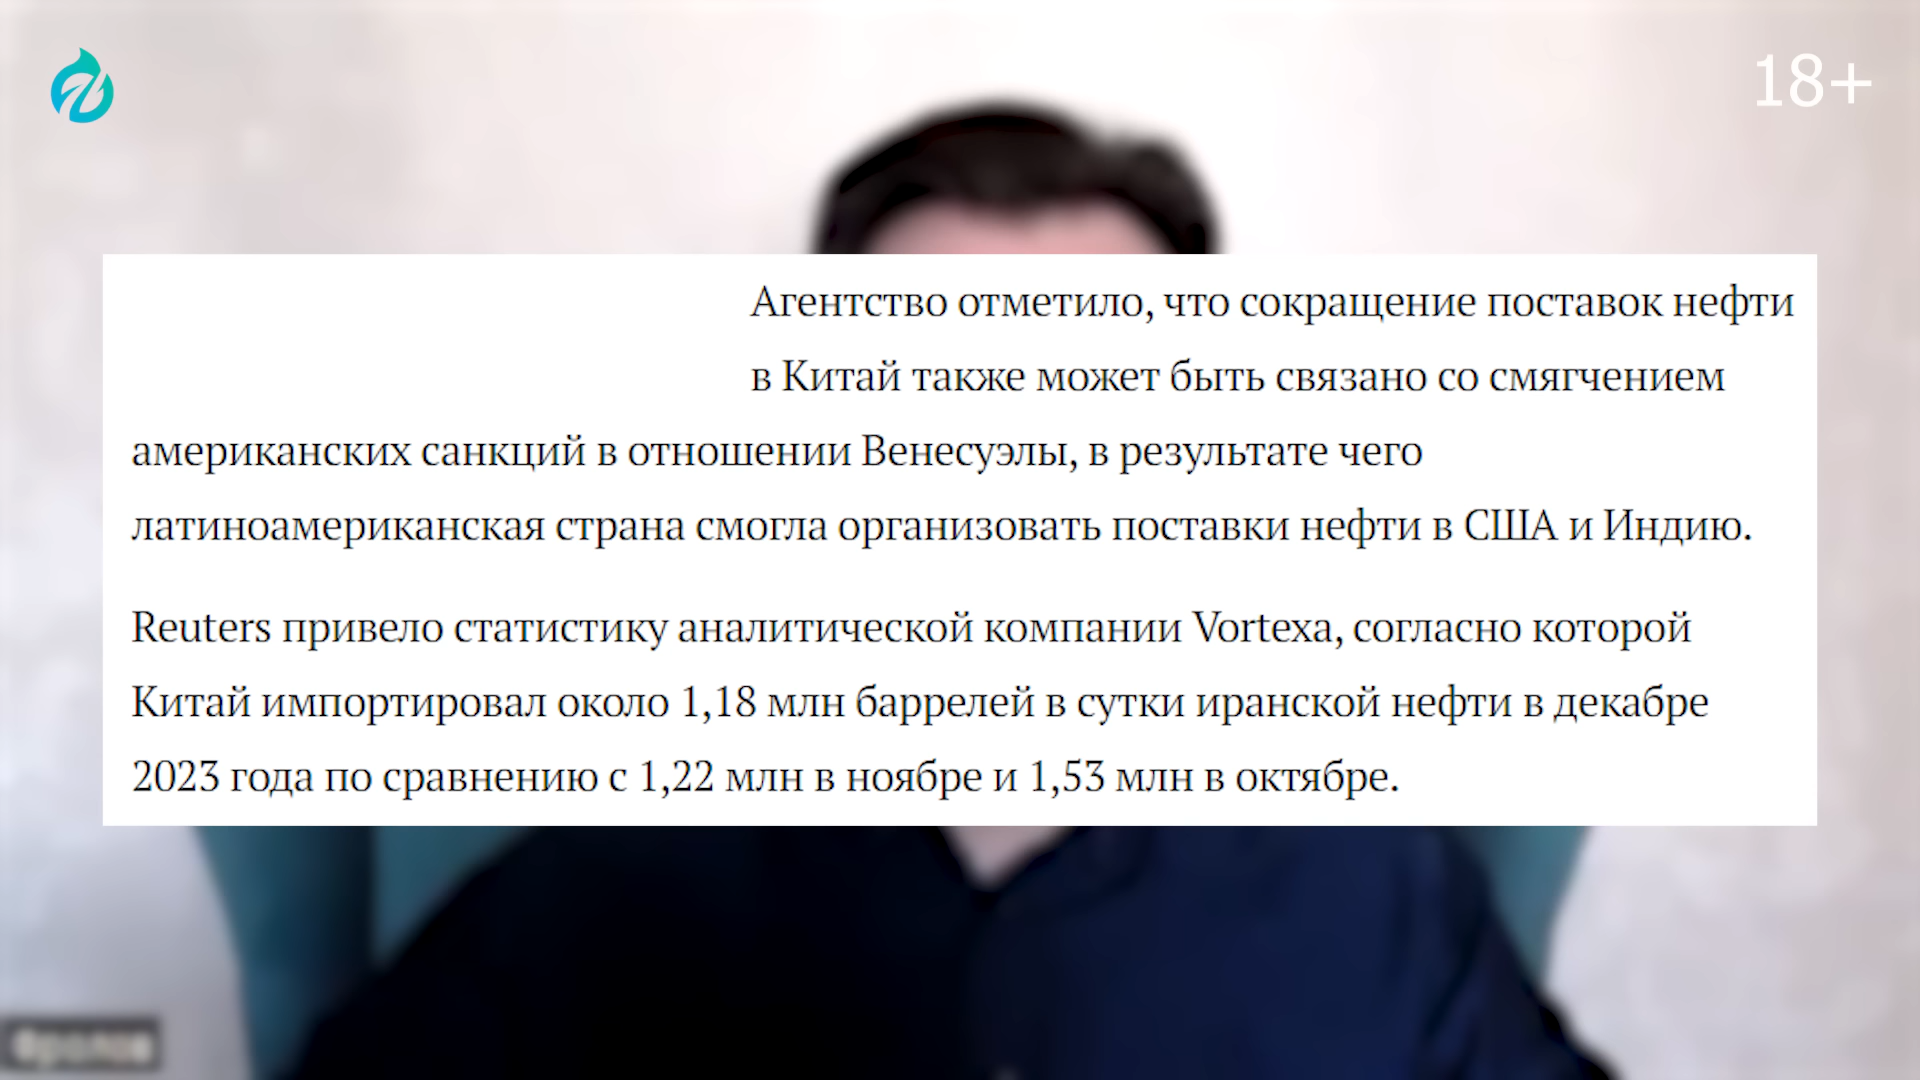 18+
Агентство отметило, что сокращение поставок нефти
в Китай также может быть связано со смягчением
американских санкций в отношении Венесуэлы, в результате чего
латиноамериканская страна смогла организовать поставки нефти в США и Индию.
Reuters привело статистику аналитической компании Vortexa, согласно которой
Китай импортировал около 1,18 млн баррелей в сутки иранской нефти в декабре
2023 года по сравнению с 1,22 млн в ноябре и 1,53 млн в октябре.
Фролов